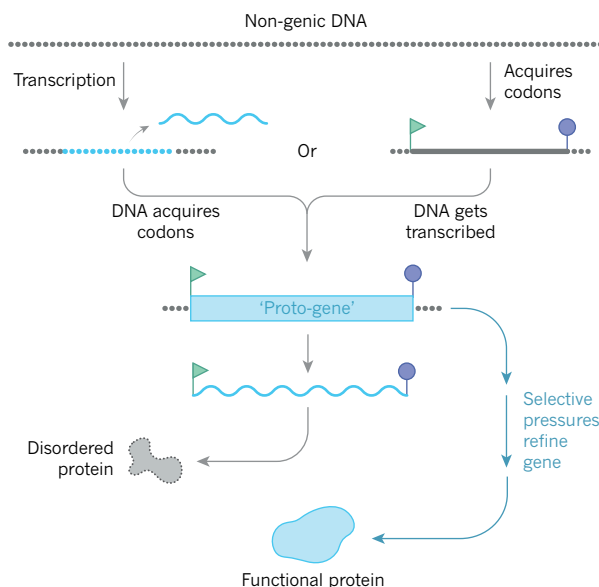 Non-genic DNA
Transcription
Acquires
codons
Or
DNA acquires
codons
DNA gets
transcribed
'Proto-gene'
Selective
pressures
refine
gene
Disordered
protein
Functional protein